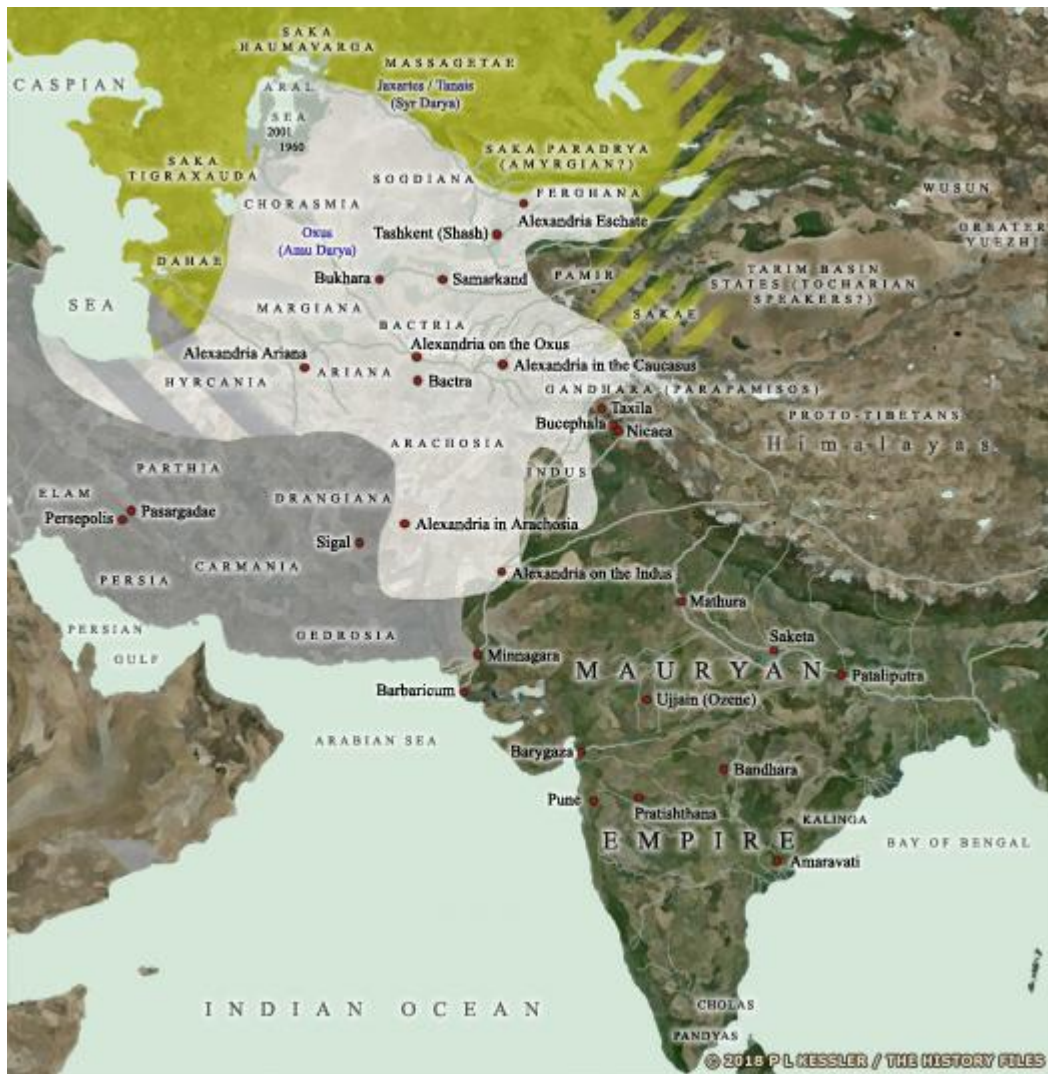 SAKA
HAUMAVARGA
MASSAGETAE
CASPIAN
ARAL
Jaxartes / Tanais
(Syr Darya)
SEA
2001
1960
SAKA PARADRYA
(AMYRGIAN?)
SAKA
TIGRAXAUDA
SOGDIANA
FERGHANA
WUSUN
CHORASMIA
Alexandria Eschate
GREATER
YUEZHI
Oxus
(Amu Darya)
Tashkent (Shash)
DAHAE
Bukhara
Samarkand
PAMIR
TARIM BASIN
STATES (TOCHARIAN
SPEAKERS?)
SEA
MARGIANA
SAKAE
BACTRIA
Alexandria on the Oxus
Alexandria Ariana
ARIANA
Alexandria in the Caucasus
HYRCANIA
Bactra
GANDHARA (PARAPAMISOS)
Taxila
Bucephala
Nicaea
PROTO-TIBETANS
Himalayas
ARACHOSIA
PARTHIA
INDUS
ELAM
DRANGIANA
Pasargadae
Persepolis
Alexandria in Arachosia
Sigal
CARMANIA
PERSIA
Alexandria on the Indus
Mathura
PERSIAN
GULF
GEDROSIA
Saketa
Minnagara
MAURYAN
Pataliputra
Barbaricum
Ujjain (Ozene)
ARABIAN SEA
Barygaza
Bandhara
Pune
Pratishthana
KALINGA
EMPIRE
BAY OF BENGAL
Amaravati
INDIAN OCEAN
CHOLAS
PANDYAS
© 2018 P L KESSLER / THE HISTORY FILES